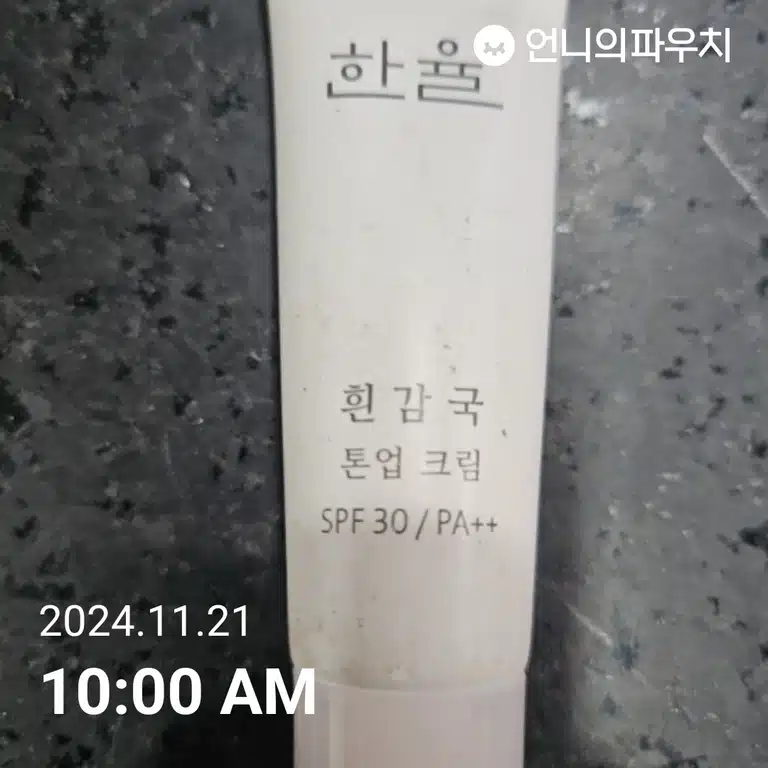 언니의파우치
한율
흰감국
톤업 크림
SPF 30 / PA++
2024.11.21
10:00 AM